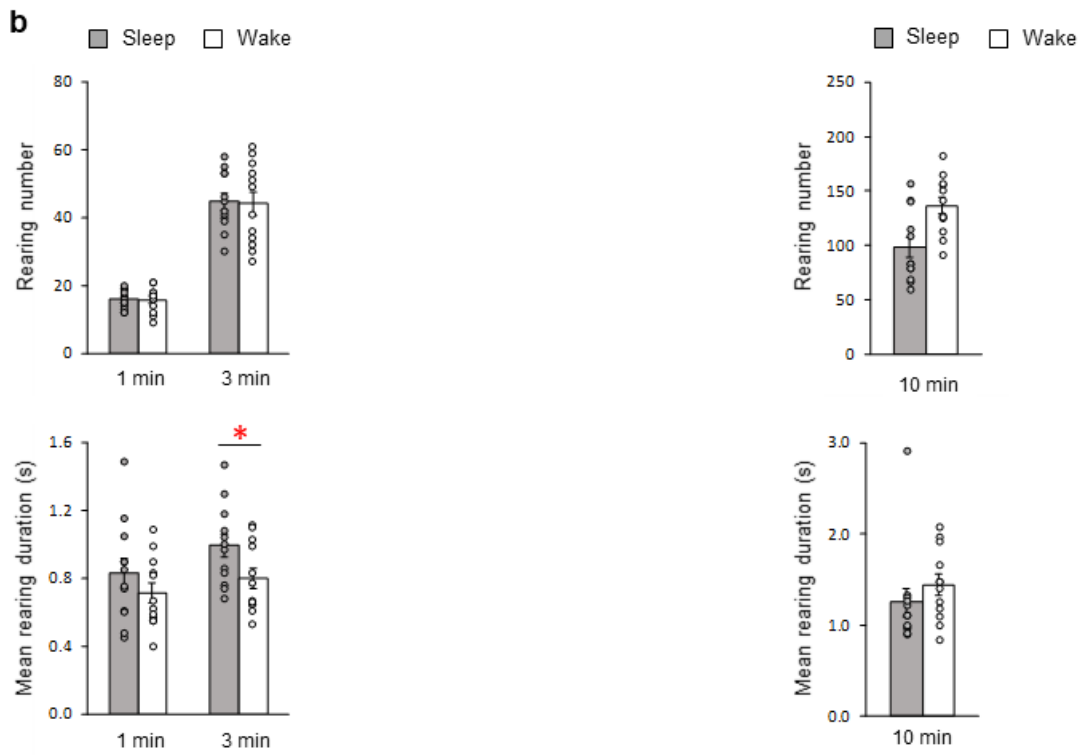 b
Sleep Wake
Rearing number
80
60
40
20
0
1 min 3 min
Sleep Wake
Rearing number
250
200
150
100
50
0
10 min
Mean rearing duration (s)
1.6
1.2
0.8
0.4
0.0
*
1 min 3 min
Mean rearing duration (s)
3.0
2.0
1.0
0.0
10 min